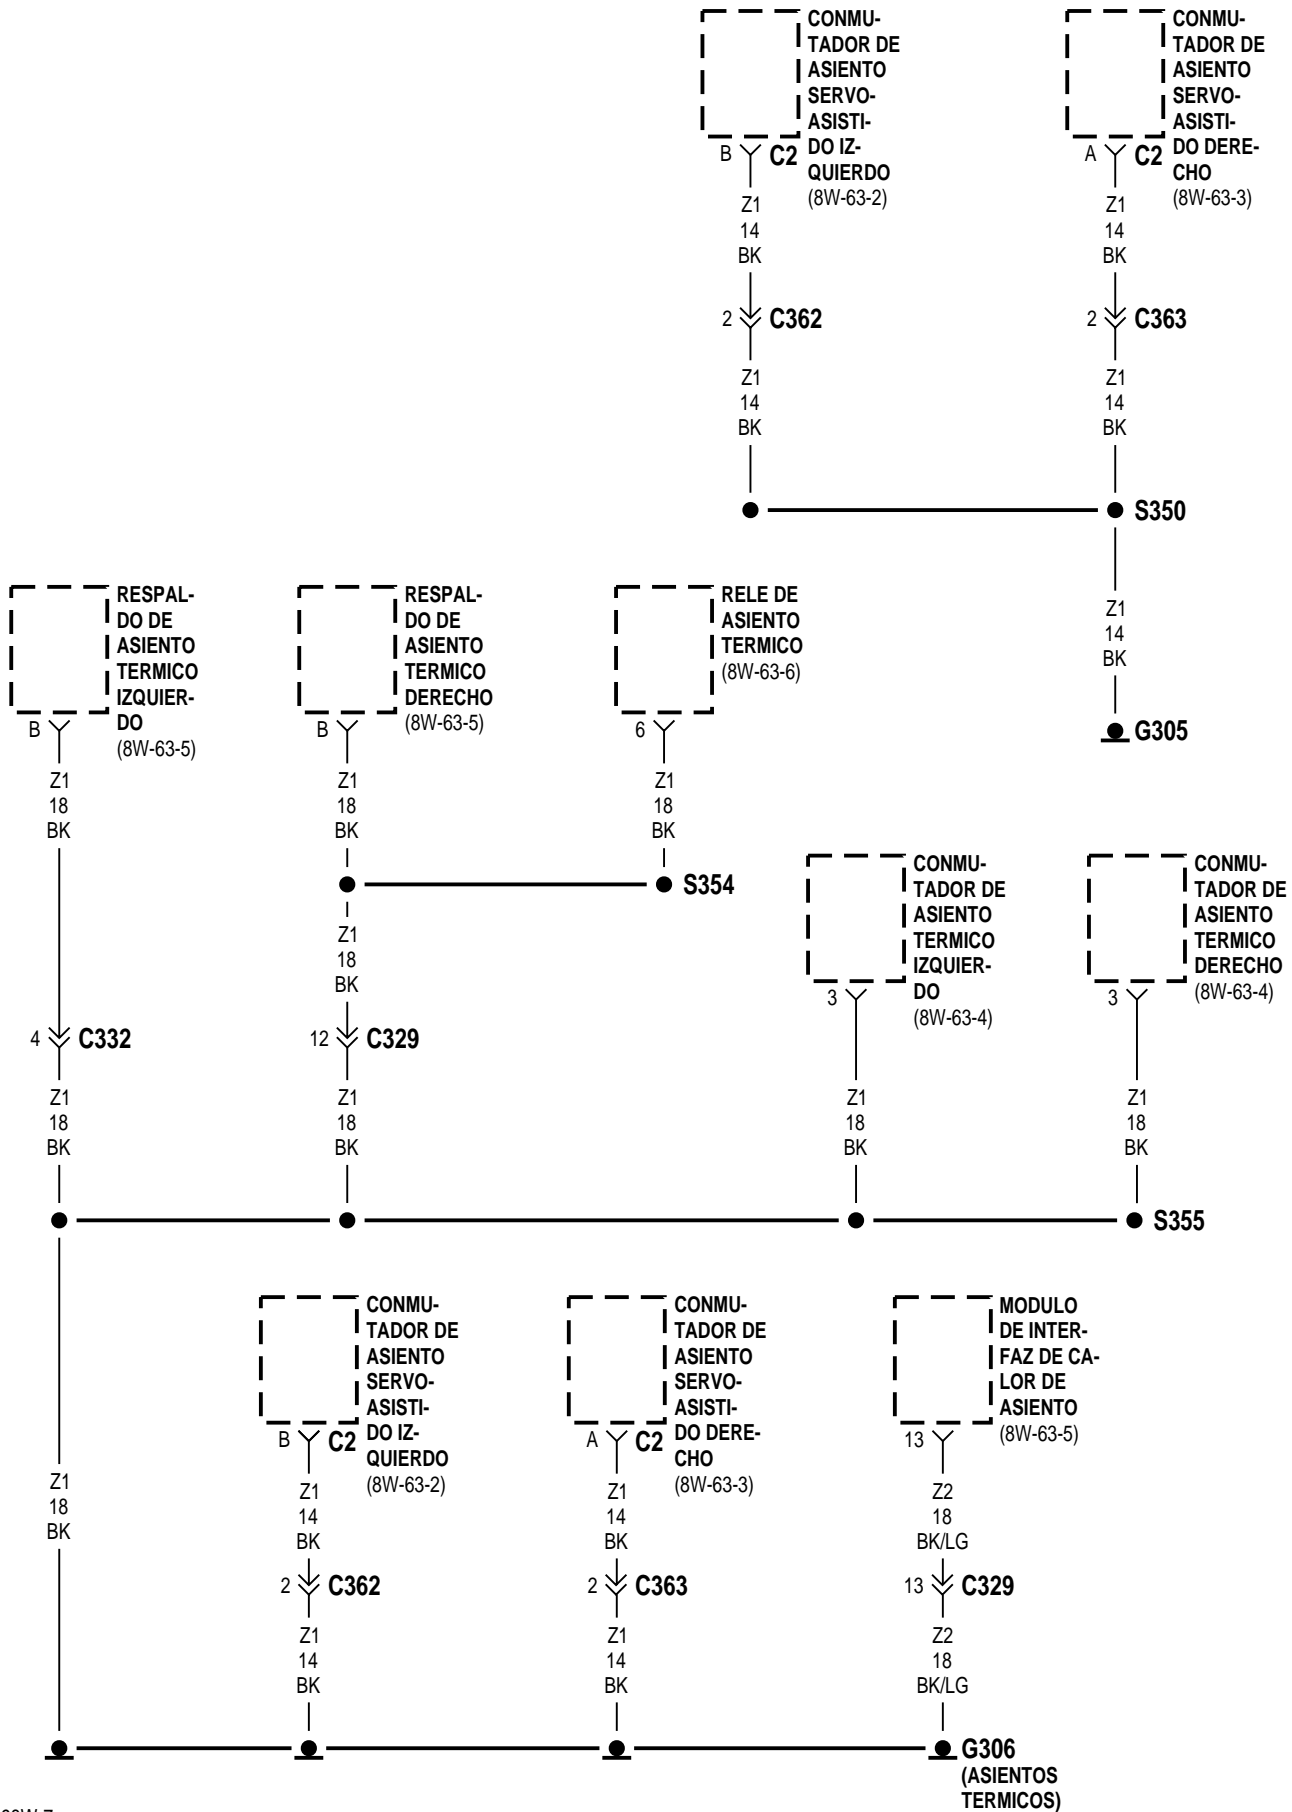 CONMU-
TADOR DE
ASIENTO
SERVO-
ASISTI-
DO IZ-
QUIERDO
(8W-63-2)
B
C2
Z1
14
BK
2
C362
Z1
14
BK
CONMU-
TADOR DE
ASIENTO
SERVO-
ASISTI-
DO DERE-
CHO
(8W-63-3)
A
C2
Z1
14
BK
2
C363
Z1
14
BK
S350
Z1
14
BK
G305
RESPAL-
DO DE
ASIENTO
TERMICO
IZQUIER-
DO
(8W-63-5)
B
Z1
18
BK
4
C332
Z1
18
BK
RESPAL-
DO DE
ASIENTO
TERMICO
DERECHO
(8W-63-5)
B
Z1
18
BK
RELE DE
ASIENTO
TERMICO
(8W-63-6)
6
Z1
18
BK
S354
Z1
18
BK
12
C329
Z1
18
BK
CONMU-
TADOR DE
ASIENTO
TERMICO
IZQUIER-
DO
(8W-63-4)
3
Z1
18
BK
CONMU-
TADOR DE
ASIENTO
TERMICO
DERECHO
(8W-63-4)
3
Z1
18
BK
S355
Z1
18
BK
CONMU-
TADOR DE
ASIENTO
SERVO-
ASISTI-
DO IZ-
QUIERDO
(8W-63-2)
B
C2
Z1
14
BK
2
C362
Z1
14
BK
CONMU-
TADOR DE
ASIENTO
SERVO-
ASISTI-
DO DERE-
CHO
(8W-63-3)
A
C2
Z1
14
BK
2
C363
Z1
14
BK
MODULO
DE INTER-
FAZ DE CA-
LOR DE
ASIENTO
(8W-63-5)
13
Z2
18
BK/LG
13
C329
Z2
18
BK/LG
G306
(ASIENTOS
TERMICOS)